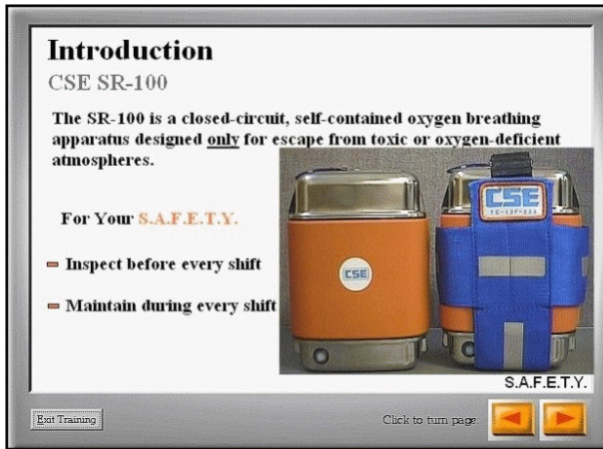 Introduction
CSE SR-100
The SR-100 is a closed-circuit, self-contained oxygen breathing
apparatus designed only for escape from toxic or oxygen-deficient
atmospheres.
For Your S.A.F.E.T.Y.
Inspect before every shift
Maintain during every shift
CSE
CSE
S.A.F.E.T.Y.
Exit Training
Click to turn page: